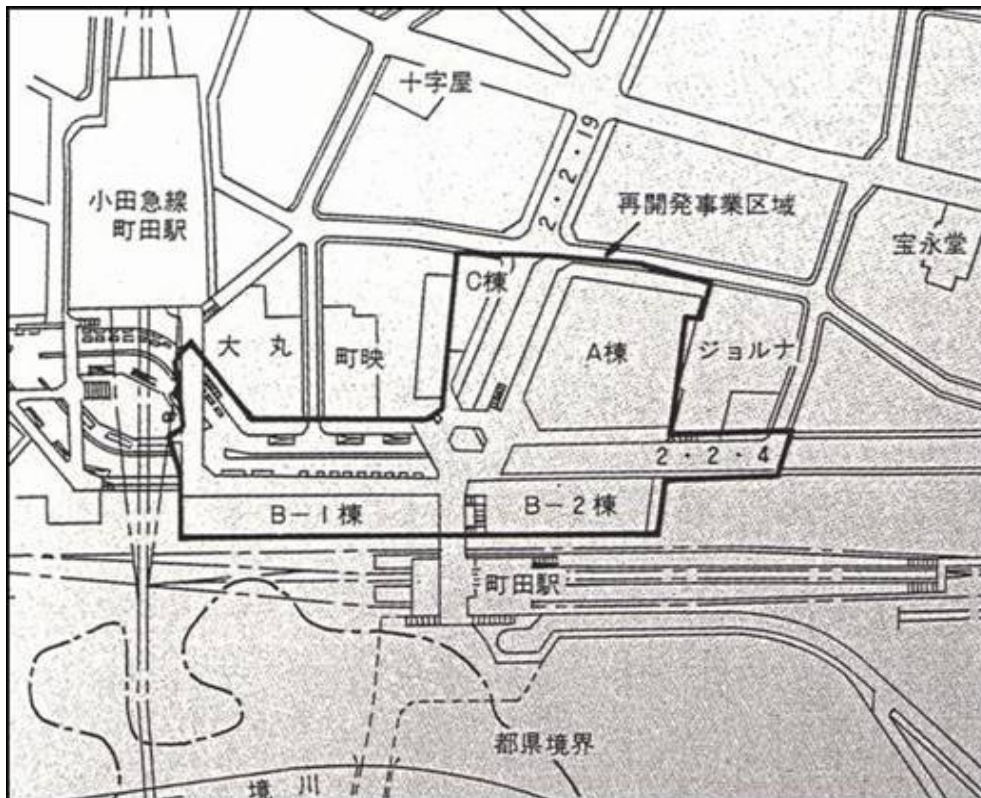 十字屋
2・2・19
小田急線
町田駅
再開発事業区域
宝永堂
C棟
大丸
町映
A棟
ジョルナ
2・2・4
B-1棟
B-2棟
町田駅
都県境界
境川